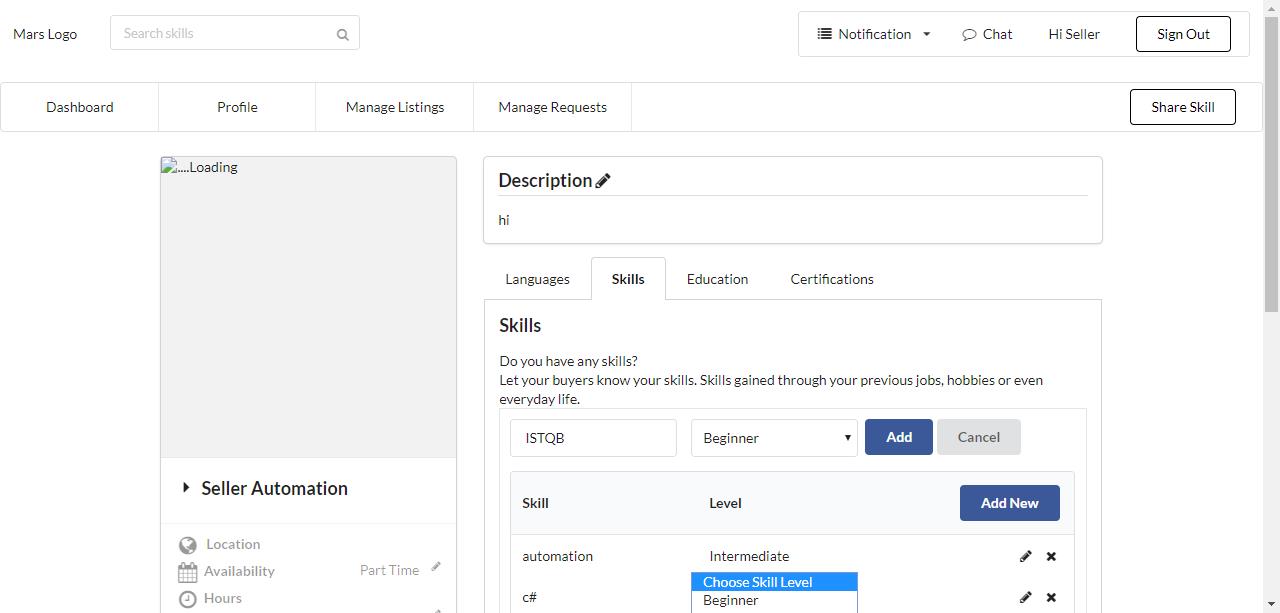 Mars Logo
Search skills
Notification
Chat
Hi Seller
Sign Out
Dashboard
Profile
Manage Listings
Manage Requests
Share Skill
....Loading
Description
hi
Languages
Skills
Education
Certifications
Skills
Do you have any skills?
Let your buyers know your skills. Skills gained through your previous jobs, hobbies or even
everyday life.
ISTQB
Beginner
Add
Cancel
Skill
Level
Add New
automation
Intermediate
Choose Skill Level
c#
Beginner
Seller Automation
Location
Availability
Part Time
Hours